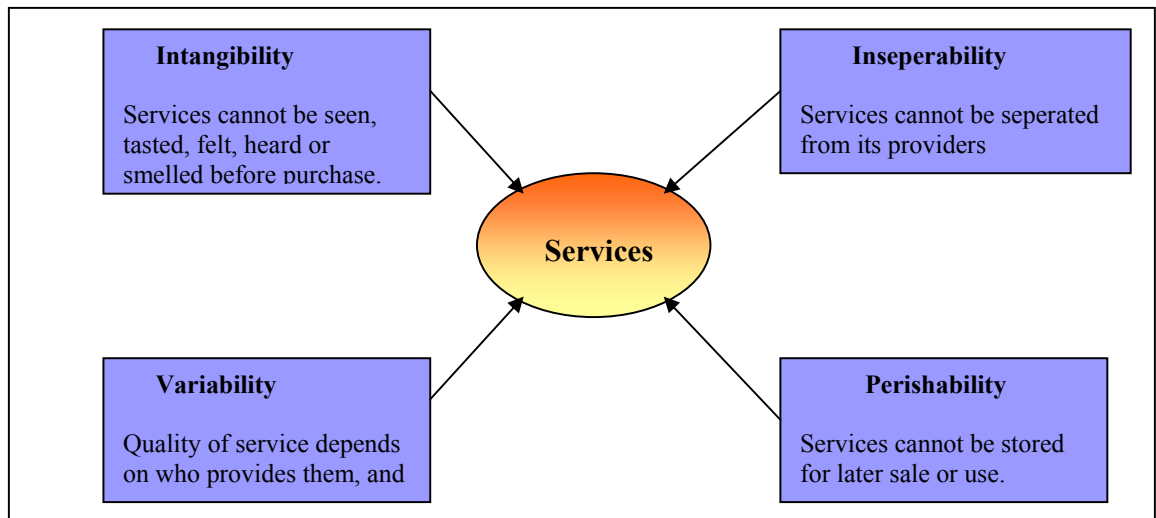 Intangibility
Services cannot be seen,
tasted, felt, heard or
smelled before purchase.
Inseperability
Services cannot be seperated
from its providers
Services
Variability
Quality of service depends
on who provides them, and
Perishability
Services cannot be stored
for later sale or use.